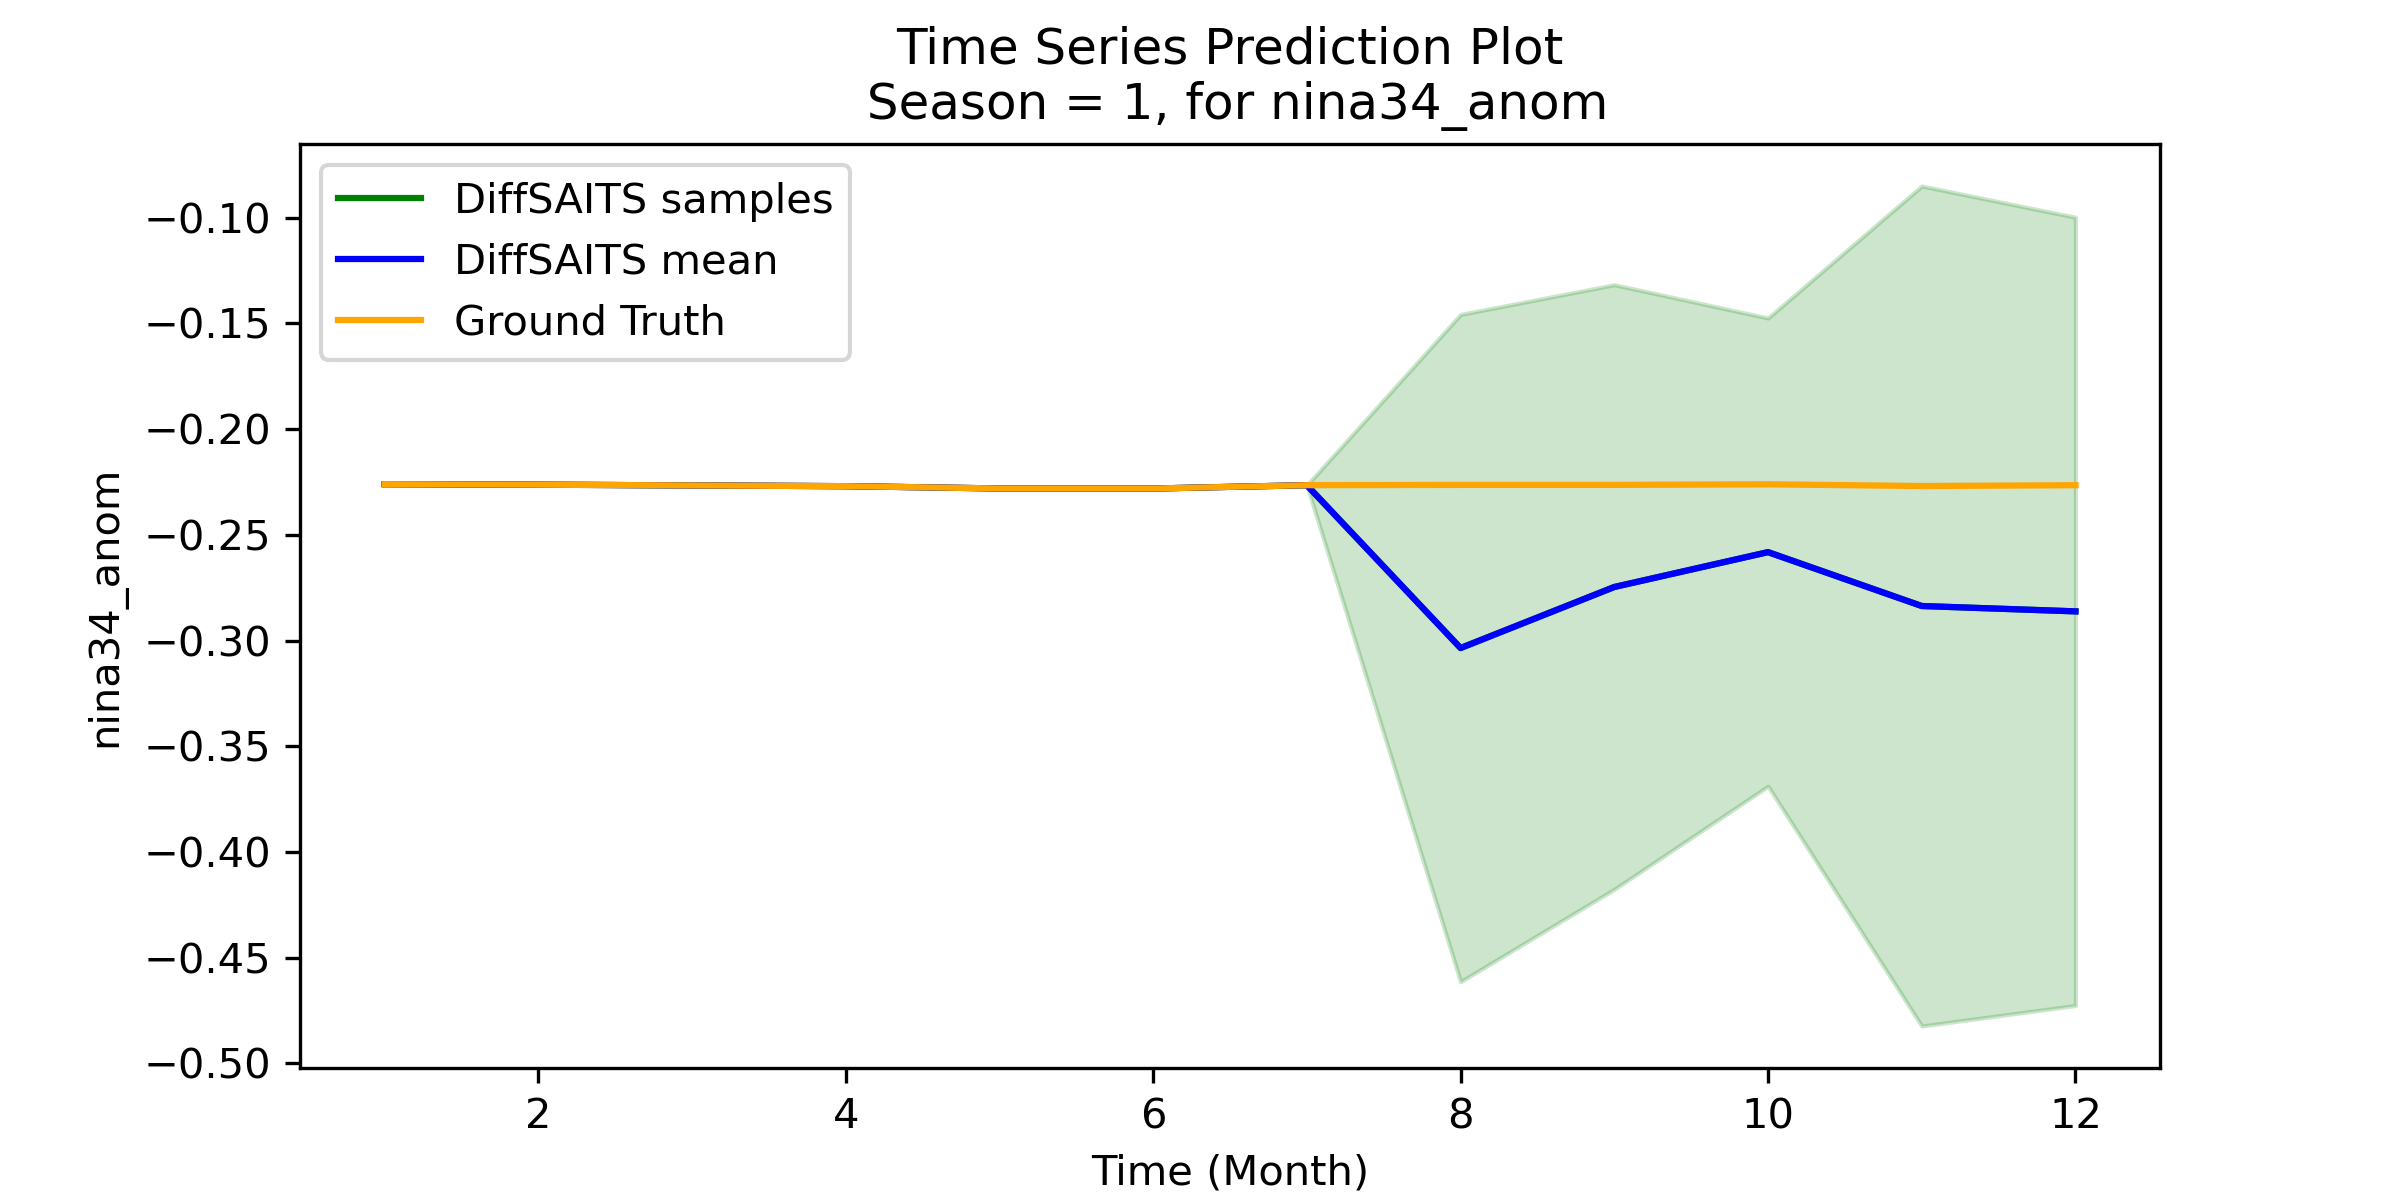 Time Series Prediction Plot
Season = 1, for nina34_anom
DiffSAITS samples
DiffSAITS mean
Ground Truth
−0.10
−0.15
−0.20
−0.25
−0.30
−0.35
−0.40
−0.45
−0.50
nina34_anom
2 4 6 8 10 12
Time (Month)